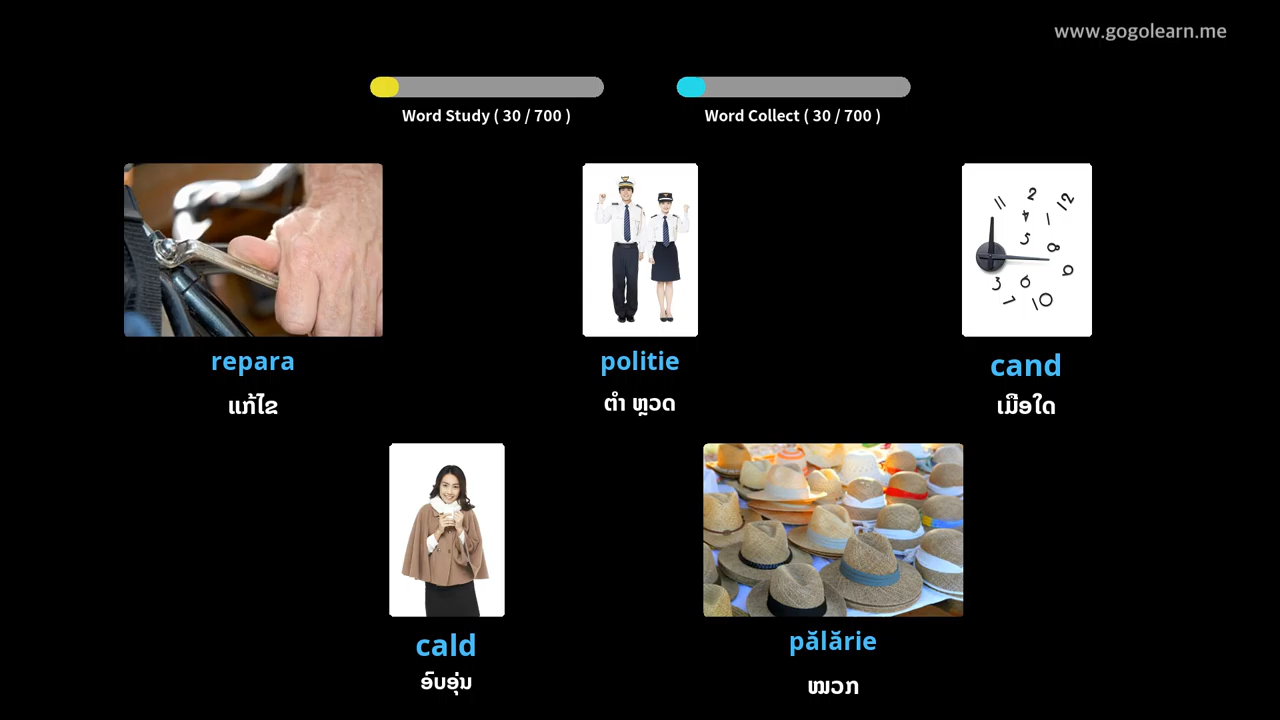 www.gogolearn.me
Word Study ( 30 / 700 )
Word Collect ( 30 / 700 )
repara
ແກ້ໄຂ
politie
ຕຳ ຫຼວດ
cand
ເມື່ອໃດ
cald
ອົບອຸ່ນ
pălărie
ໝວກ